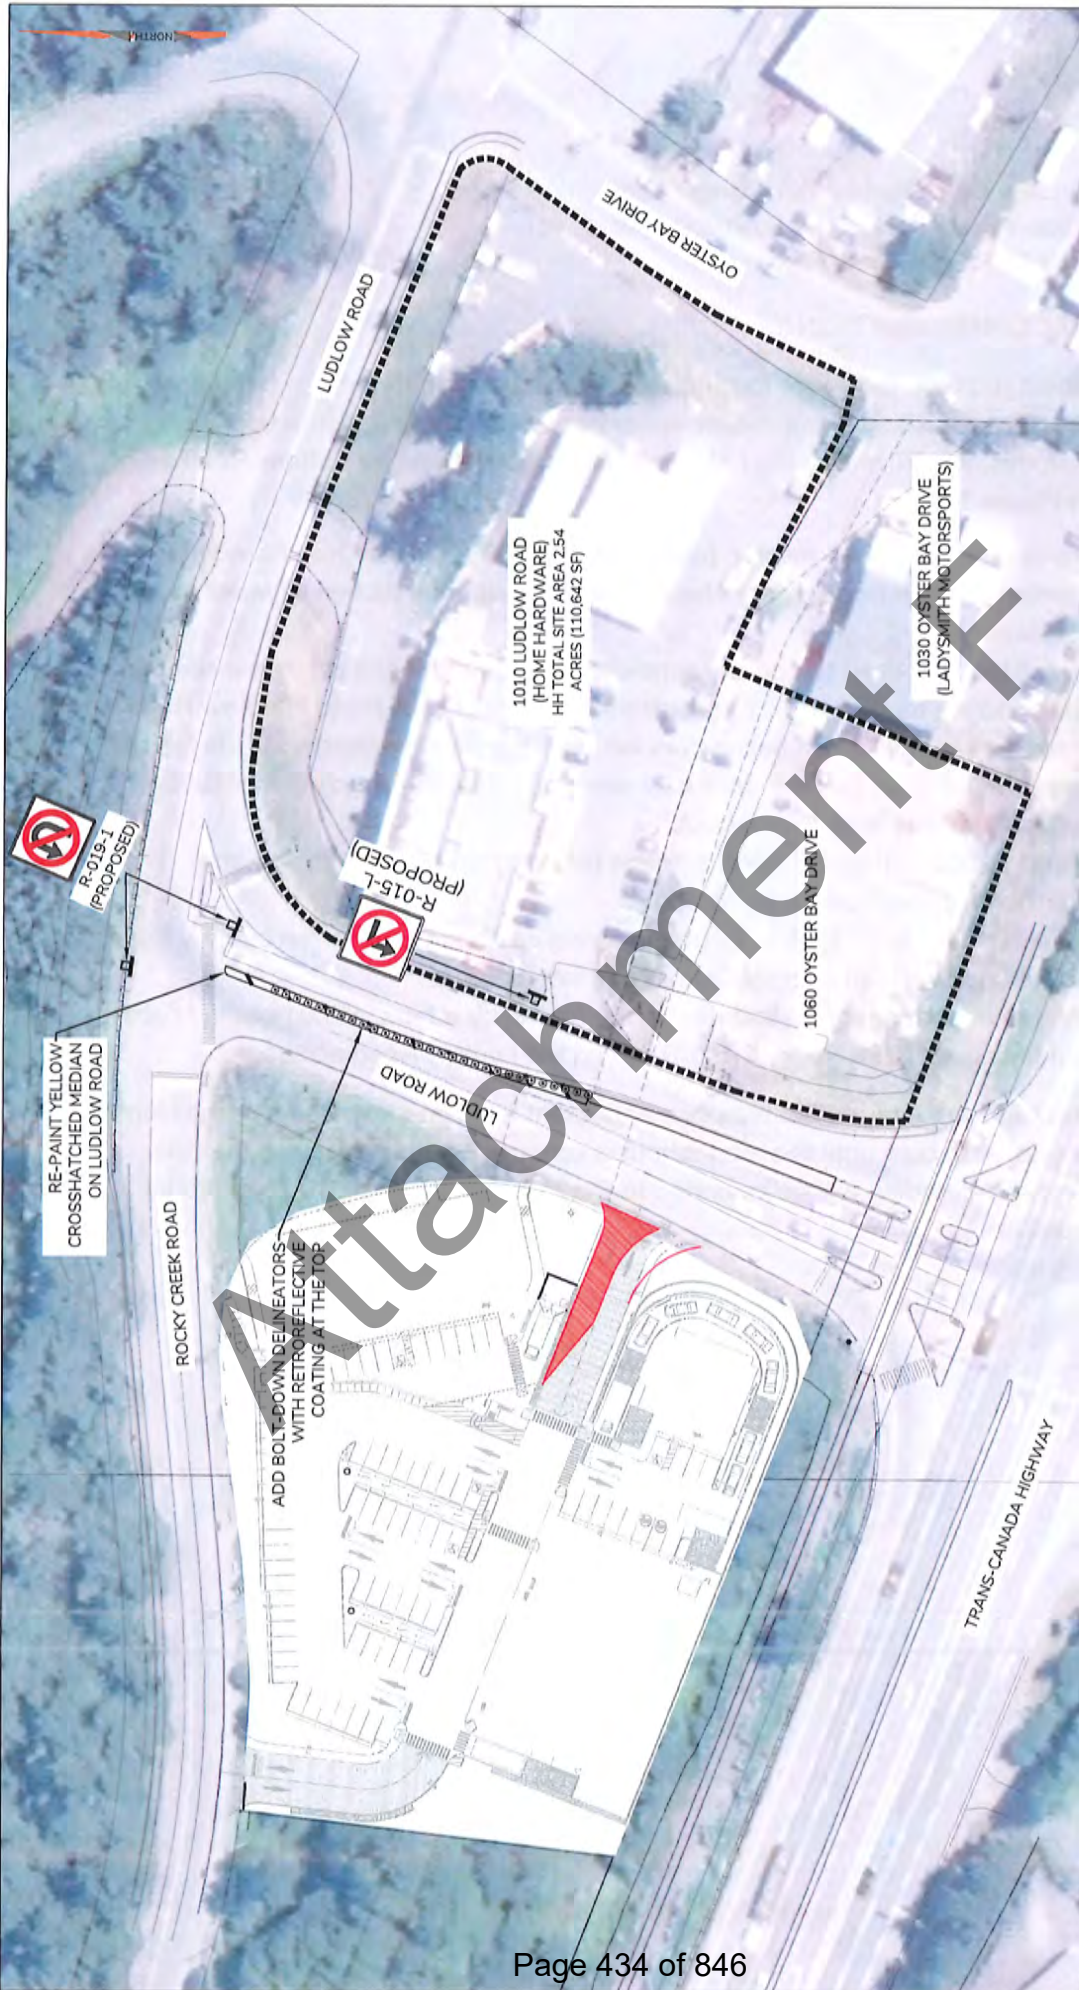 NORTH
OYSTER BAY DRIVE
LUDLOW ROAD
1010 LUDLOW ROAD
(HOME HARDWARE)
HH TOTAL SITE AREA 2.54
ACRES (110,642 SF)
1030 OYSTER BAY DRIVE
(LADYSMITH MOTORSPORTS)
R-019-1
(PROPOSED)
R-015-L
(PROPOSED)
1060 OYSTER BAY DRIVE
RE-PAINT YELLOW
CROSSHATCHED MEDIAN
ON LUDLOW ROAD
LUDLOW ROAD
ROCKY CREEK ROAD
ADD BOLT-DOWN DELINEATORS
WITH RETROREFLECTIVE
COATING AT THE TOP
TRANS-CANADA HIGHWAY
Attachment F
Page 434 of 846